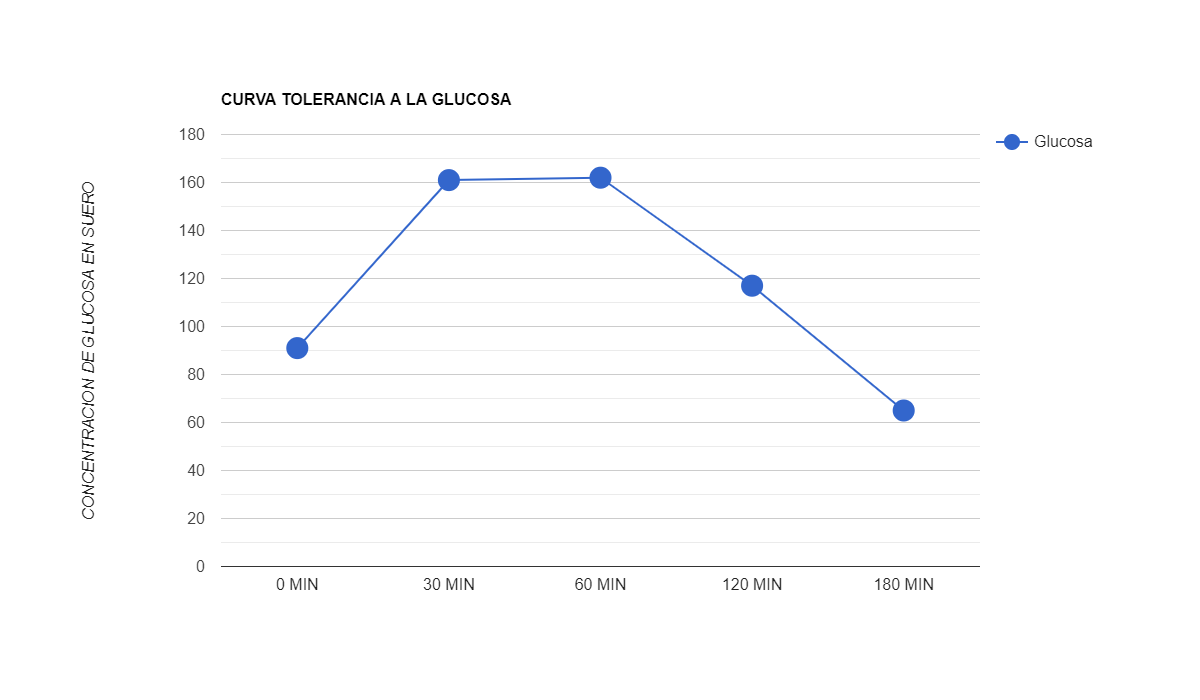 CURVA TOLERANCIA A LA GLUCOSA
Glucosa
CONCENTRACION DE GLUCOSA EN SUERO
180
160
140
120
100
80
60
40
20
0
0 MIN
30 MIN
60 MIN
120 MIN
180 MIN